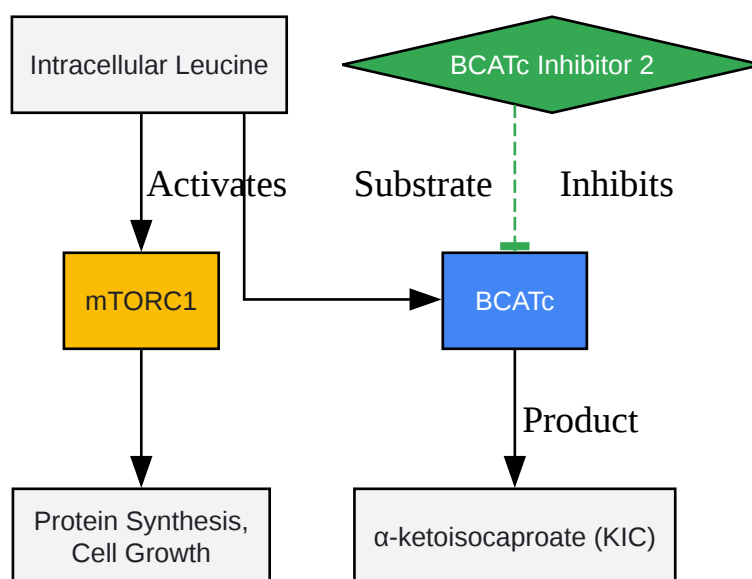 Intracellular Leucine
BCATc Inhibitor 2
Activates
Substrate
Inhibits
mTORC1
BCATc
Product
Protein Synthesis,
Cell Growth
α-ketoisocaproate (KIC)